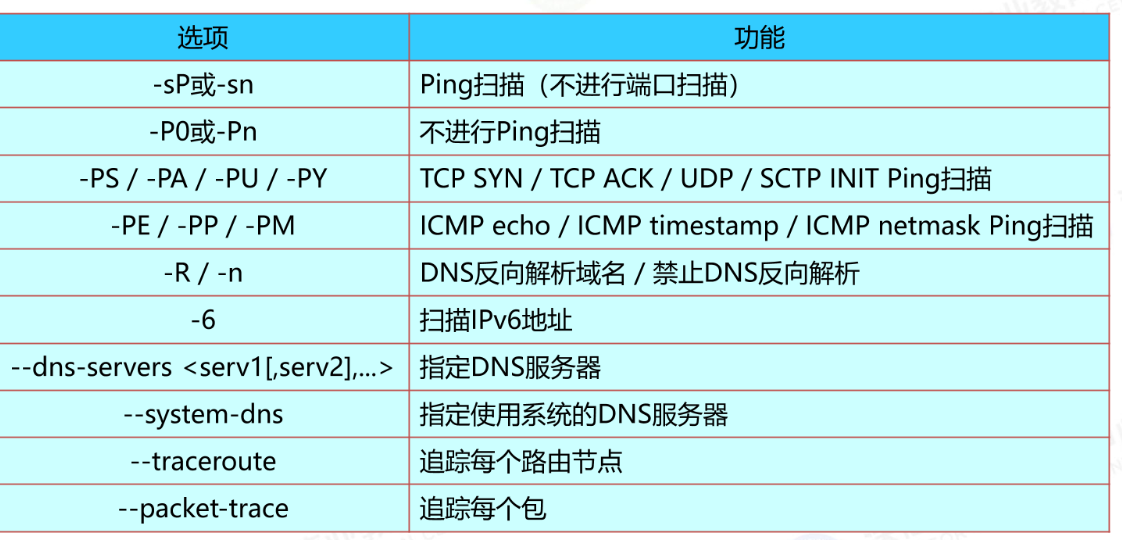 选项 功能
-sP或-sn Ping扫描（不进行端口扫描）
-P0或-Pn 不进行Ping扫描
-PS / -PA / -PU / -PY TCP SYN / TCP ACK / UDP / SCTP INIT Ping扫描
-PE / -PP / -PM ICMP echo / ICMP timestamp / ICMP netmask Ping扫描
-R / -n DNS反向解析域名 / 禁止DNS反向解析
-6 扫描IPv6地址
--dns-servers <serv1[,serv2],...> 指定DNS服务器
--system-dns 指定使用系统的DNS服务器
--traceroute 追踪每个路由节点
--packet-trace 追踪每个包